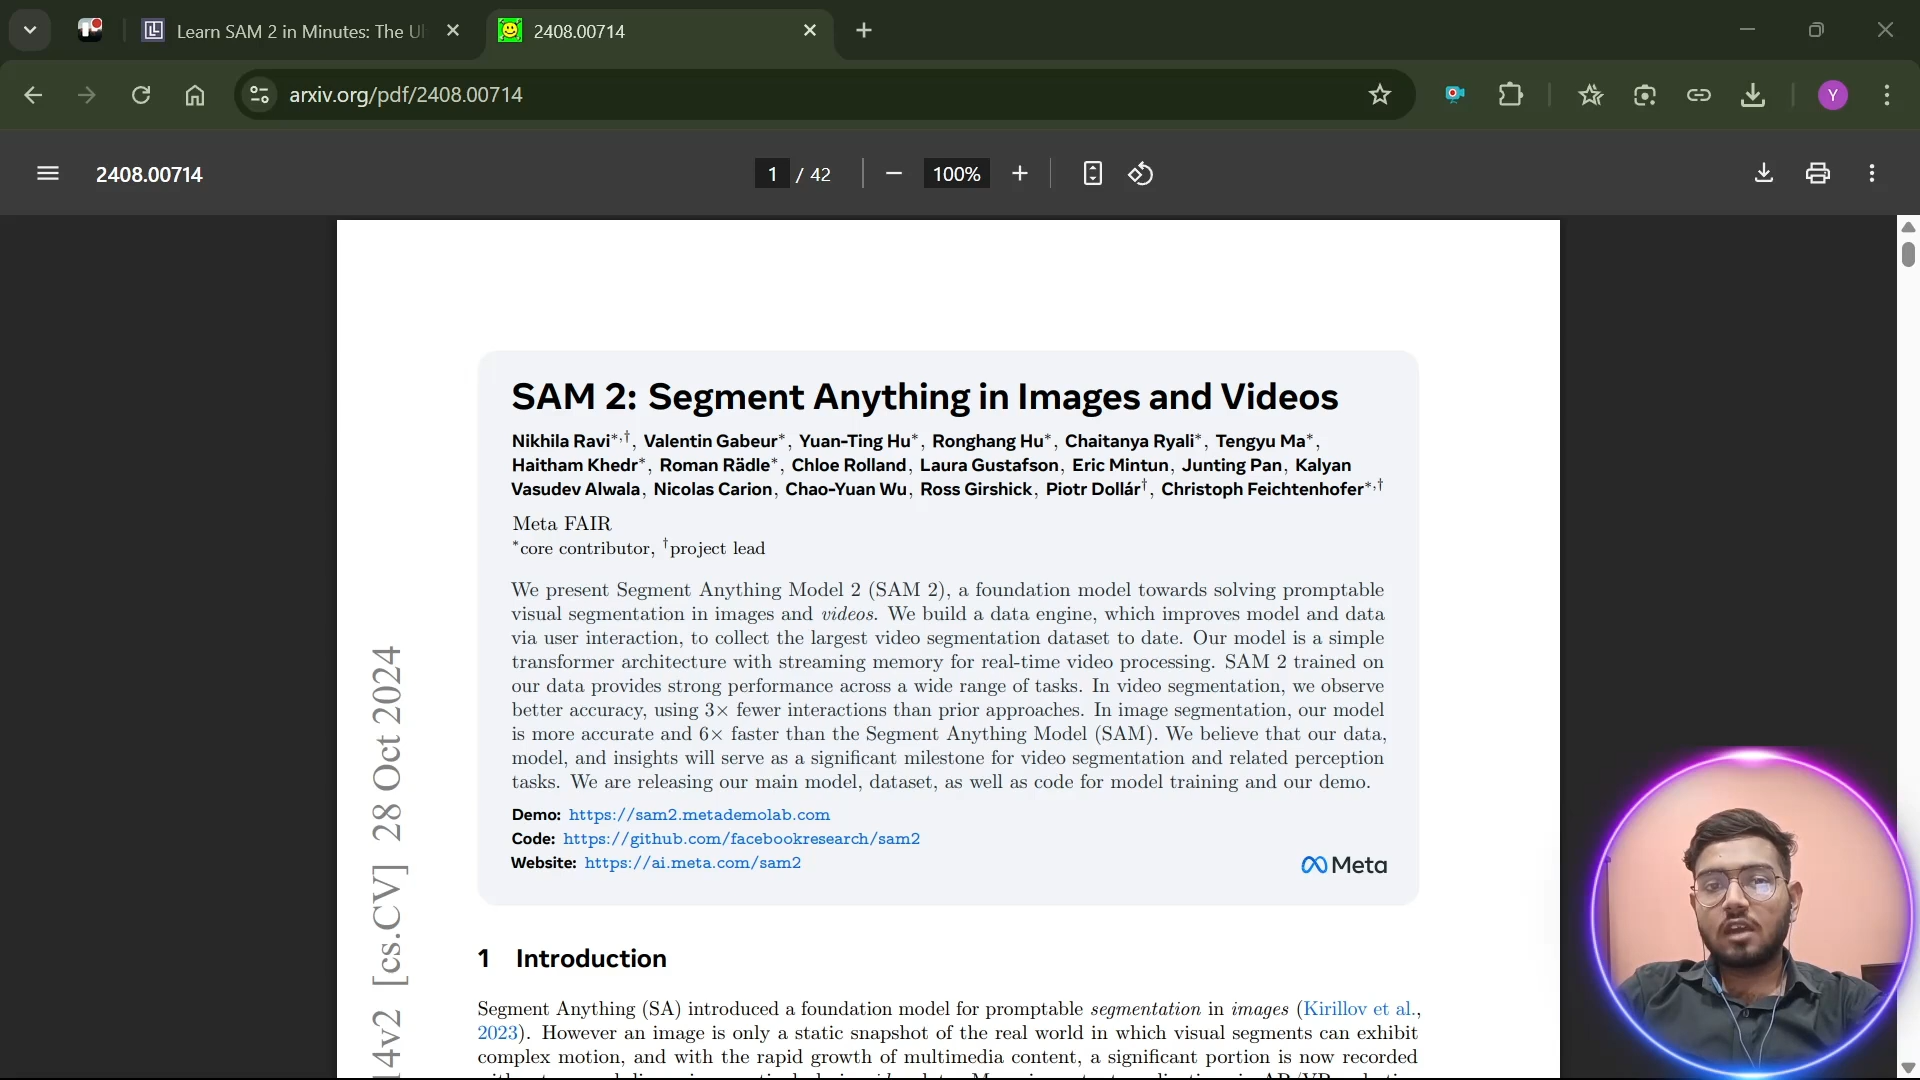 Learn SAM 2 in Minutes: The Ul
2408.00714
arxiv.org/pdf/2408.00714
Y
2408.00714
1 / 42
100%
SAM 2: Segment Anything in Images and Videos
Nikhila Ravi*,†, Valentin Gabeur*, Yuan-Ting Hu*, Ronghang Hu*, Chaitanya Ryali*, Tengyu Ma*,
Haitham Khedr*, Roman Rädle*, Chloe Rolland, Laura Gustafson, Eric Mintun, Junting Pan, Kalyan
Vasudev Alwala, Nicolas Carion, Chao-Yuan Wu, Ross Girshick, Piotr Dollár†, Christoph Feichtenhofer*,†
Meta FAIR
*core contributor, †project lead
We present Segment Anything Model 2 (SAM 2), a foundation model towards solving promptable
visual segmentation in images and videos. We build a data engine, which improves model and data
via user interaction, to collect the largest video segmentation dataset to date. Our model is a simple
transformer architecture with streaming memory for real-time video processing. SAM 2 trained on
our data provides strong performance across a wide range of tasks. In video segmentation, we observe
better accuracy, using 3× fewer interactions than prior approaches. In image segmentation, our model
is more accurate and 6× faster than the Segment Anything Model (SAM). We believe that our data,
model, and insights will serve as a significant milestone for video segmentation and related perception
tasks. We are releasing our main model, dataset, as well as code for model training and our demo.
Demo: https://sam2.metademolab.com
Code: https://github.com/facebookresearch/sam2
Website: https://ai.meta.com/sam2
Meta
14v2 [cs.CV] 28 Oct 2024
1 Introduction
Segment Anything (SA) introduced a foundation model for promptable segmentation in images (Kirillov et al.,
2023). However an image is only a static snapshot of the real world in which visual segments can exhibit
complex motion, and with the rapid growth of multimedia content, a significant portion is now recorded